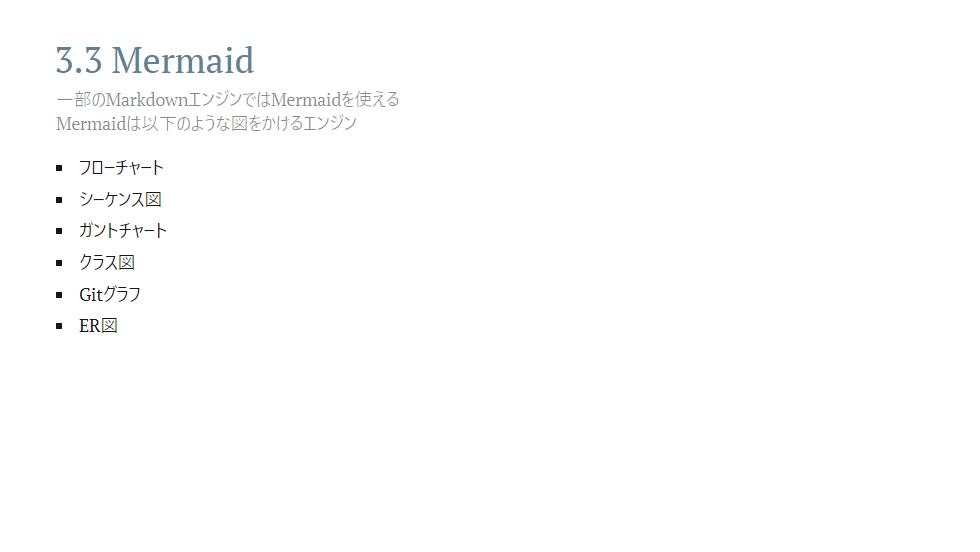 3.3 Mermaid
一部のMarkdownエンジンではMermaidを使える
Mermaidは以下のような図をかけるエンジン
フローチャート
シーケンス図
ガントチャート
クラス図
Gitグラフ
ER図